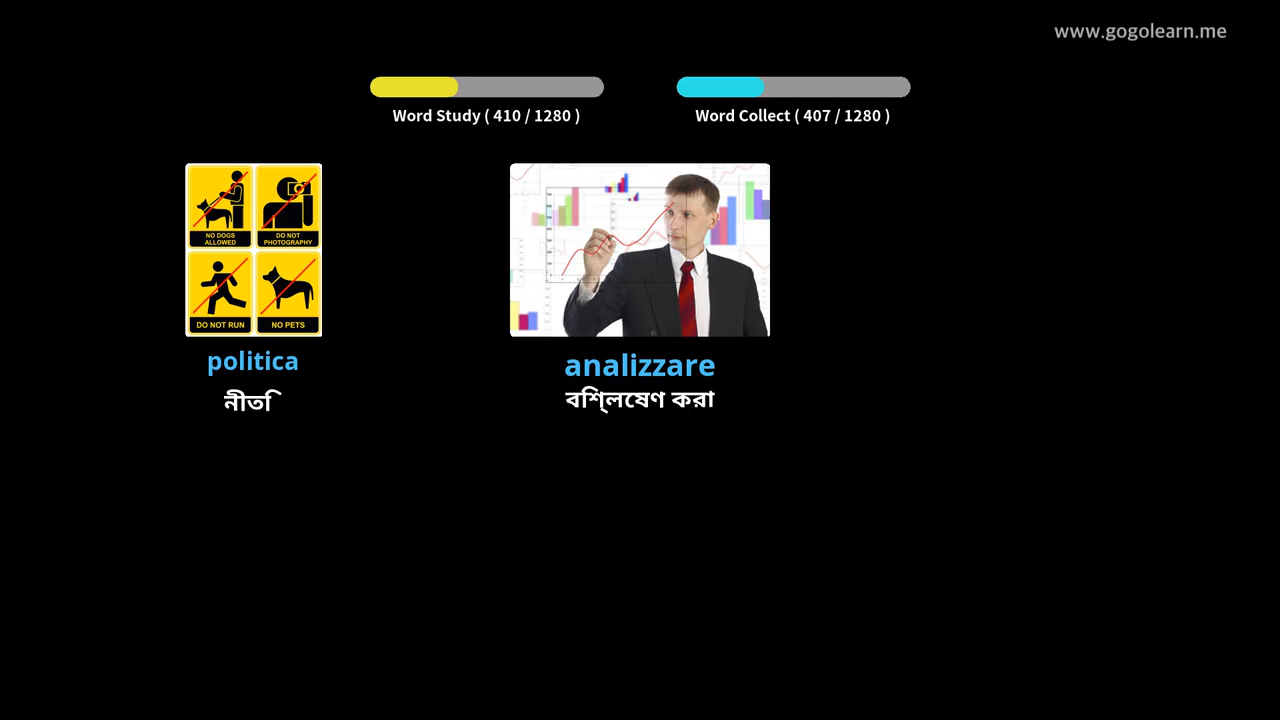 www.gogolearn.me
Word Study ( 410 / 1280 )
Word Collect ( 407 / 1280 )
NO DOGS
ALLOWED
DO NOT
PHOTOGRAPHY
DO NOT RUN
NO PETS
politica
নীতি
analizzare
বিশ্লেষণ করা